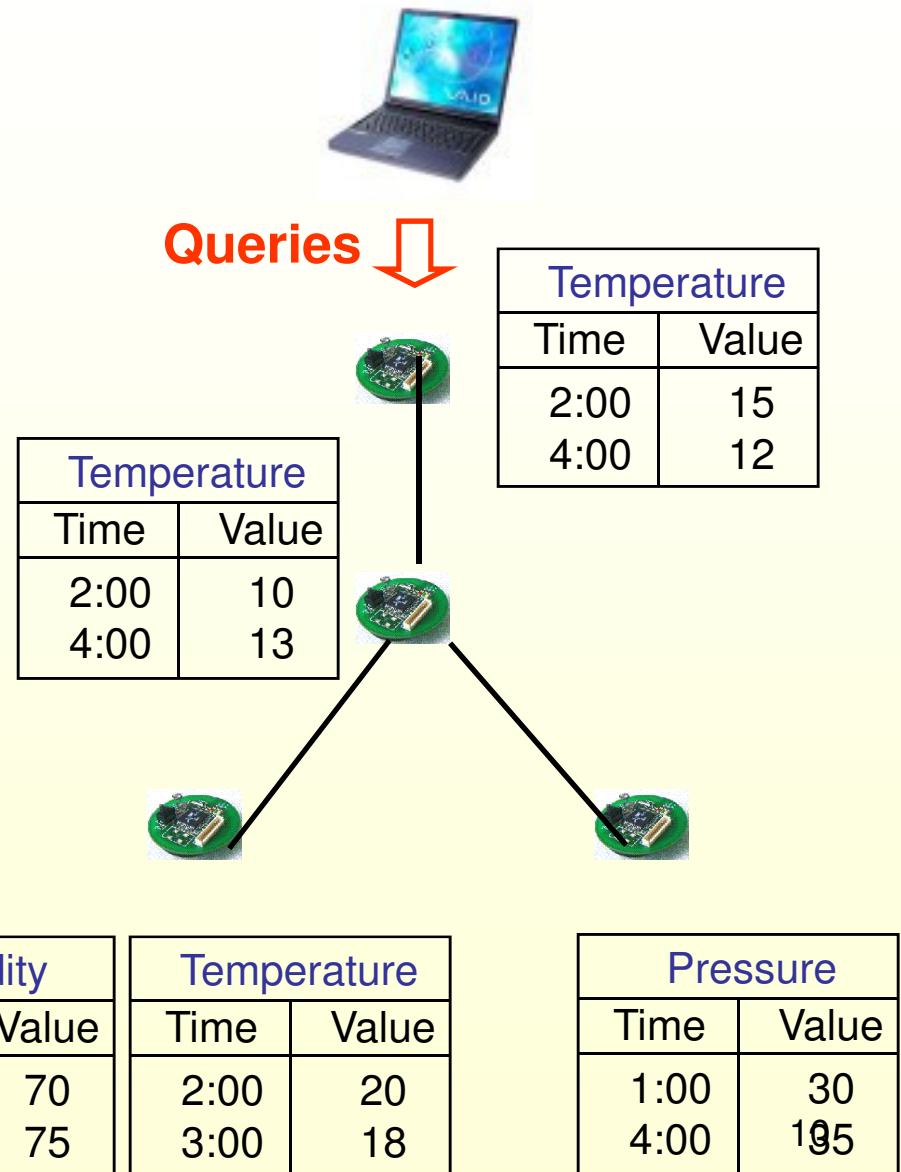 VAIO
Queries
Temperature
Time Value
2:00 15
4:00 12
Temperature
Time Value
2:00 10
4:00 13
lity
Value
70
75
Temperature
Time Value
2:00 20
3:00 18
Pressure
Time Value
1:00 30
4:00 35